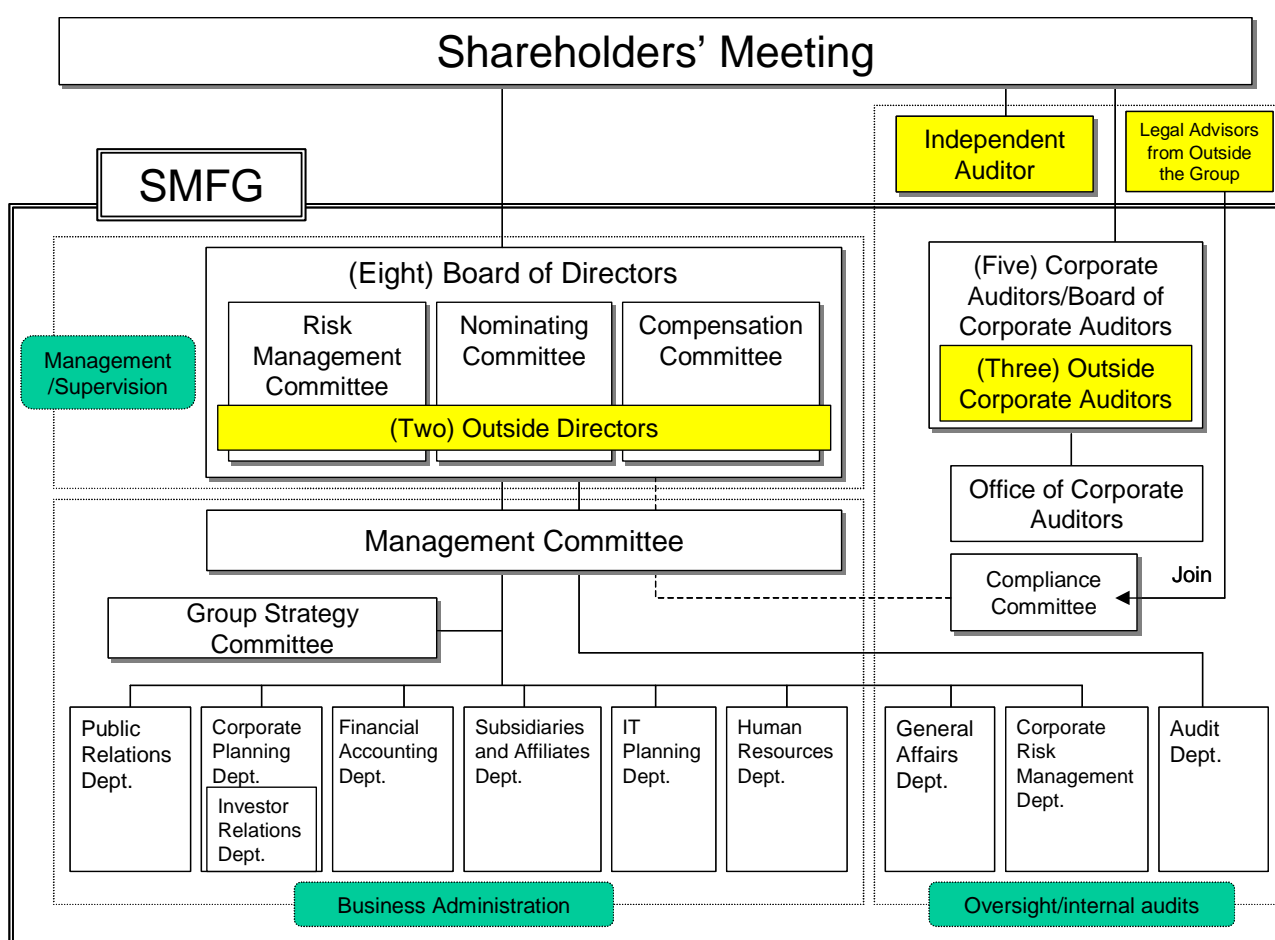 Shareholders' Meeting
Independent
Auditor
Legal Advisors
from Outside
the Group
SMFG
(Eight) Board of Directors
Risk
Management
Committee
Nominating
Committee
Compensation
Committee
(Two) Outside Directors
Management
/Supervision
(Five) Corporate
Auditors/Board of
Corporate Auditors
(Three) Outside
Corporate Auditors
Office of Corporate
Auditors
Management Committee
Compliance
Committee
Join
Group Strategy
Committee
Public
Relations
Dept.
Corporate
Planning
Dept.
Investor
Relations
Dept.
Financial
Accounting
Dept.
Subsidiaries
and Affiliates
Dept.
IT
Planning
Dept.
Human
Resources
Dept.
General
Affairs
Dept.
Corporate
Risk
Management
Dept.
Audit
Dept.
Business Administration
Oversight/internal audits